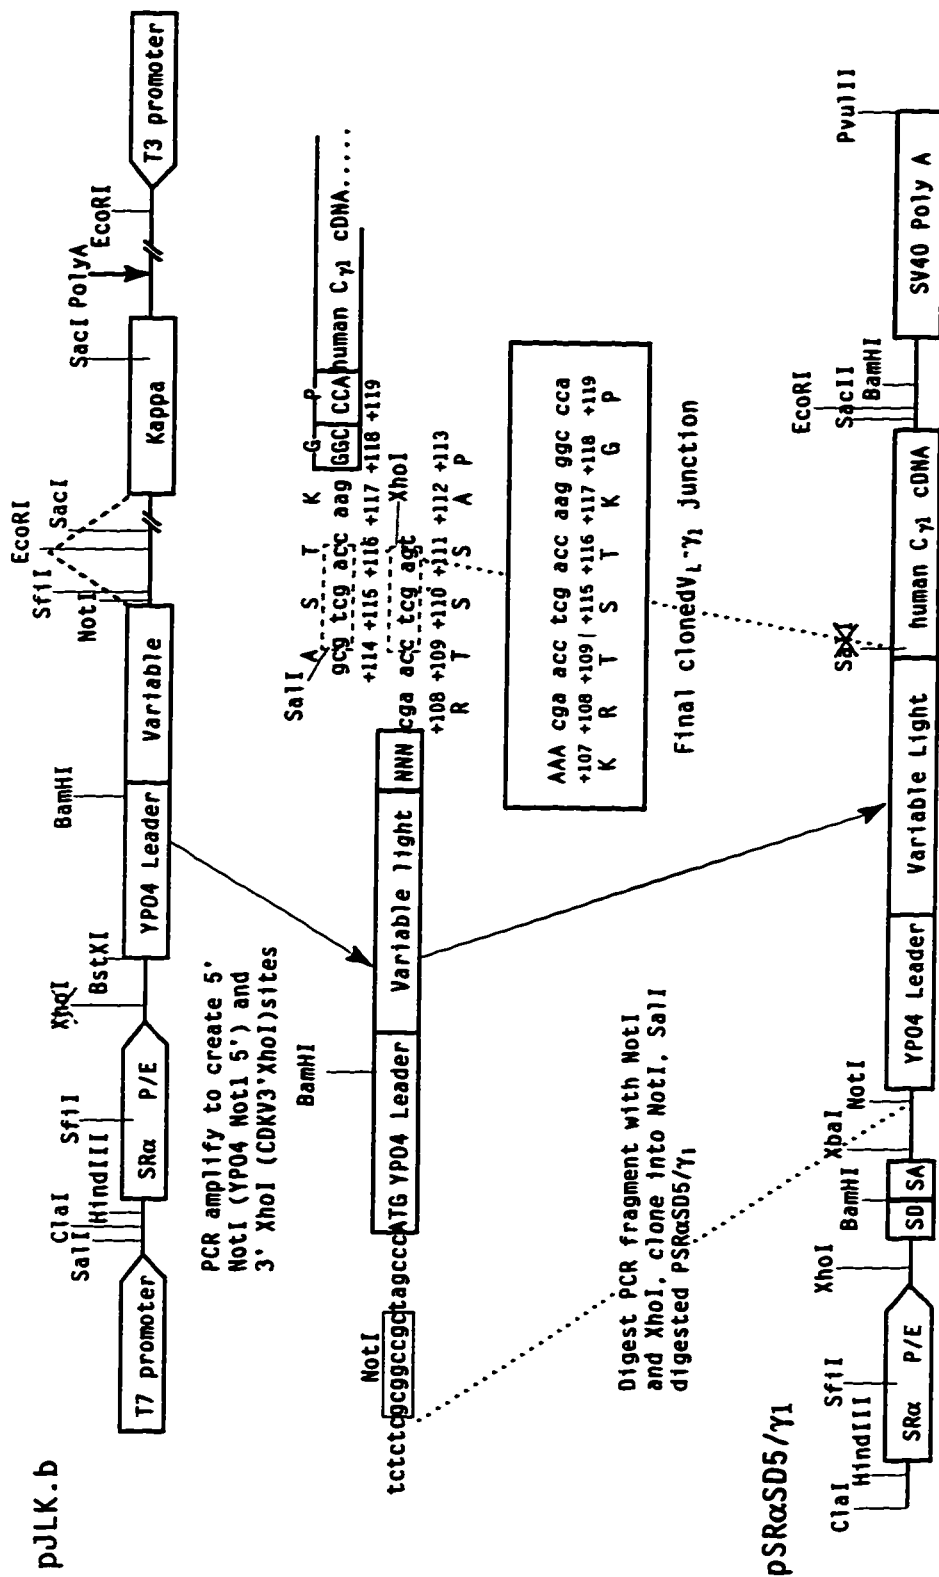 pJLK.b
T7 promoter
SalI
ClaI
HindIII
SfiI
SRα P/E
XhoI
BstXI
YPO4 Leader
BamHI
Variable
NotI
SfiI
EcoRI
SacI
Kappa
SacI
PolyA
EcoRI
T3 promoter
PCR amplify to create 5'
NotI (YPO4 Not1 5') and
3' XhoI (CDKV3'XhoI)sites
NotI
tctctcgcggccgctagcccATG YPO4 Leader
BamHI
Variable light
NNN cga acc tcg agt
XhoI
+108 +109 +110 +111 +112 +113
R T S S A P
SalI
A S T K G P
gcg tcg acc aag GGC CCA human Cγ1 cDNA.....
+114 +115 +116 +117 +118 +119
AAA cga acc tcg acc aag ggc cca
+107 +108 +109 | +115 +116 +117 +118 +119
K R T S T K G P
Final clonedVL-γ1 junction
Digest PCR fragment with NotI
and XhoI, clone into NotI, SalI
digested PSRαSD5/γ1
pSRαSD5/γ1
ClaI
HindIII
SfiI
SRα P/E
XhoI
SD SA
BamHI
XbaI
NotI
YPO4 Leader
Variable Light
SalI
human Cγ1 cDNA
EcoRI
SacII
BamHI
SV40 Poly A
PvuIII